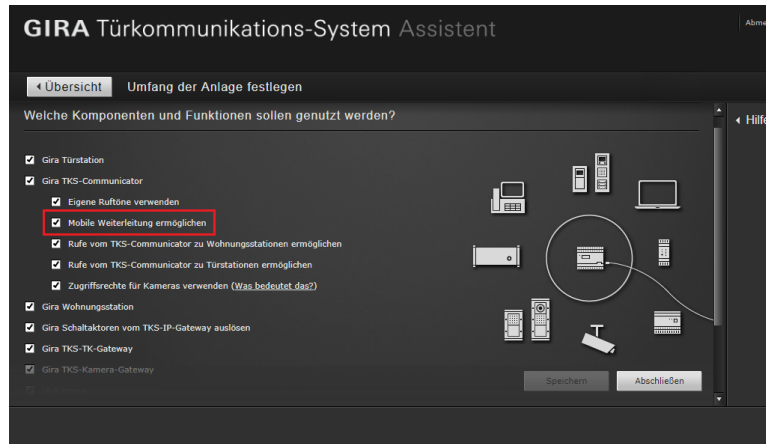 GIRA Türkommunikations-System Assistent
Übersicht
Umfang der Anlage festlegen
Welche Komponenten und Funktionen sollen genutzt werden?
Gira Türstation
Gira TKS-Communicator
Eigene Ruftöne verwenden
Mobile Weiterleitung ermöglichen
Rufe vom TKS-Communicator zu Wohnungsstationen ermöglichen
Rufe vom TKS-Communicator zu Türstationen ermöglichen
Zugriffsrechte für Kameras verwenden (Was bedeutet das?)
Gira Wohnungsstation
Gira Schaltaktoren vom TKS-IP-Gateway auslösen
Gira TKS-TK-Gateway
Gira TKS-Kamera-Gateway
Speichern
Abschließen
Abme
Hilfe